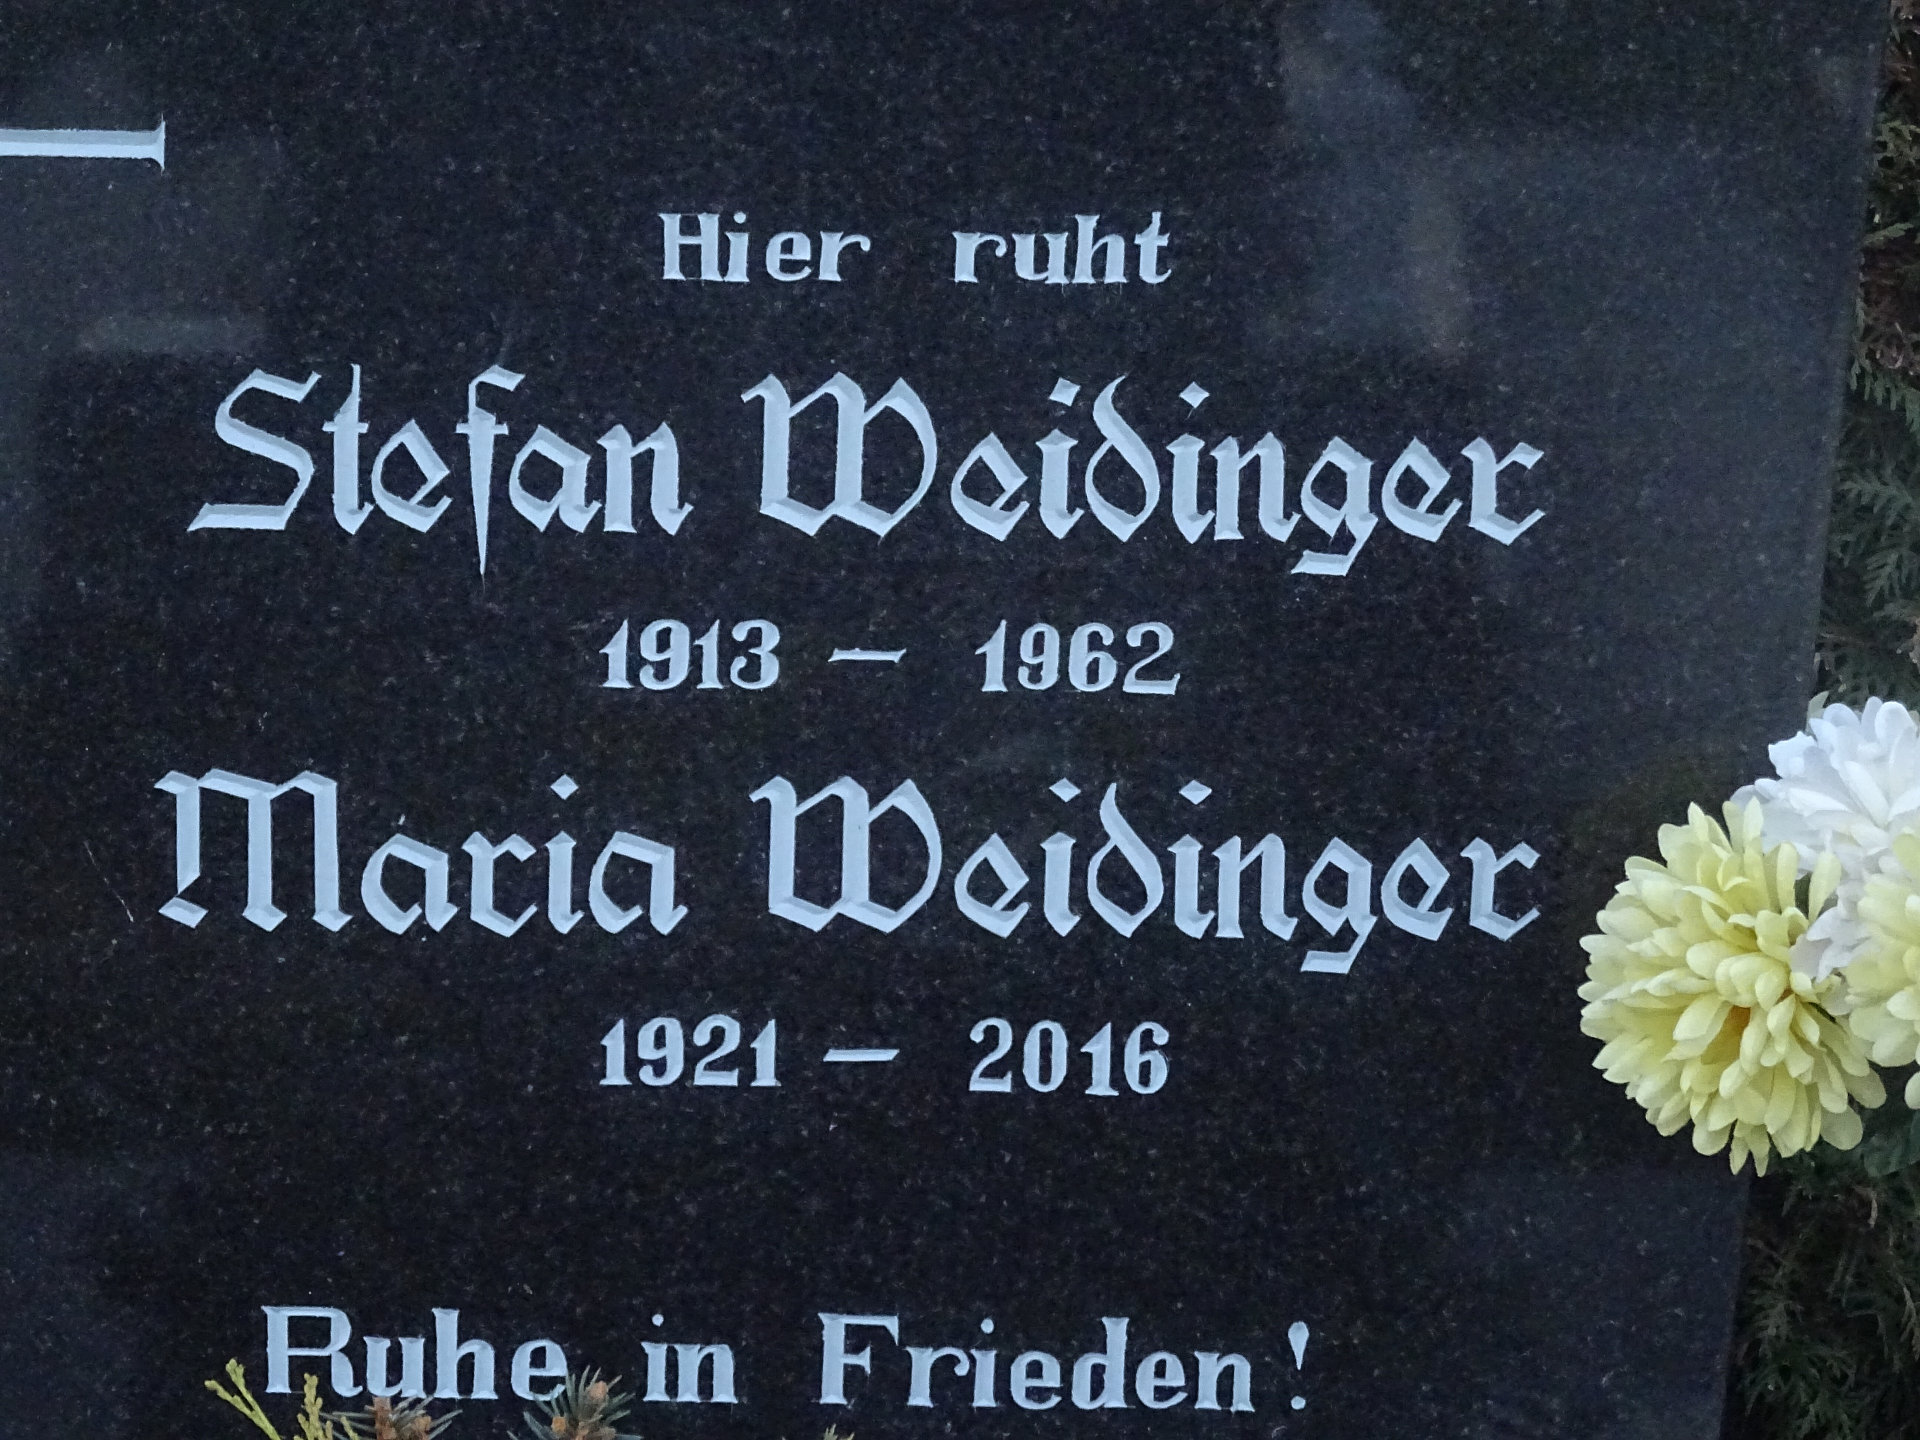 Hier ruht
Stefan Weidinger
1913 – 1962
Maria Weidinger
1921 – 2016
Ruhe in Frieden!